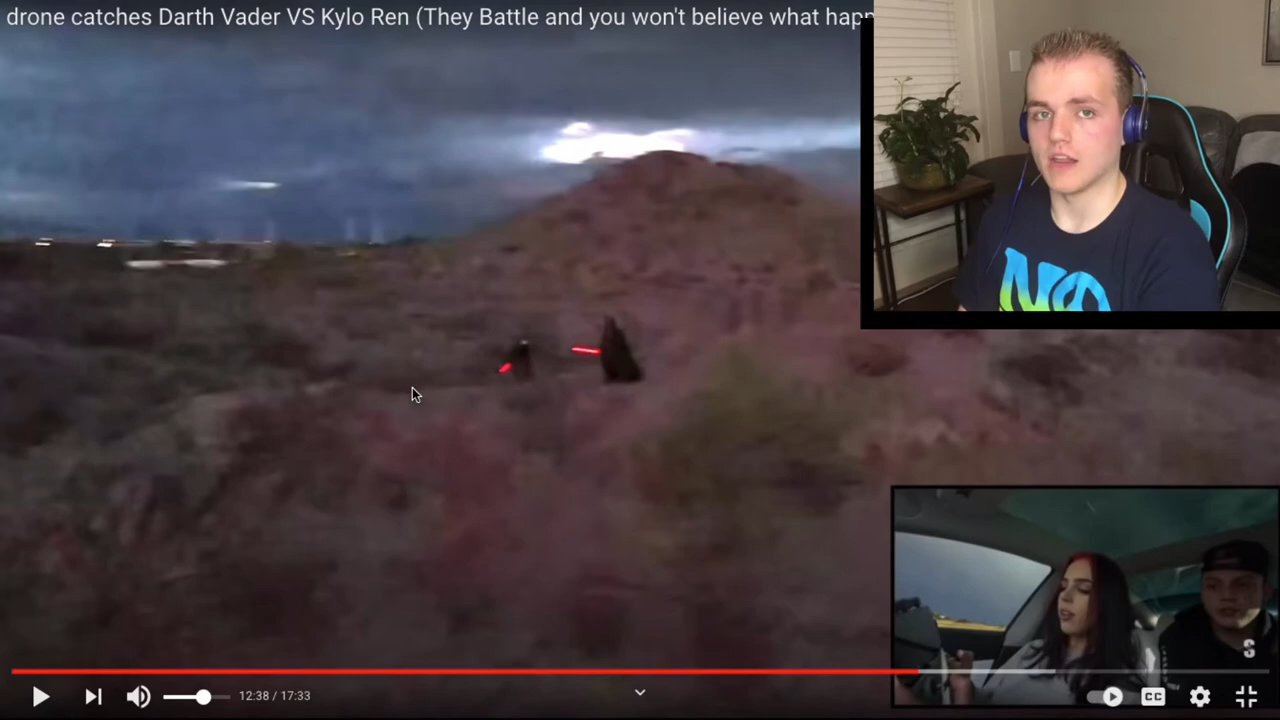 drone catches Darth Vader VS Kylo Ren (They Battle and you won't believe what happ
NO
S
12:38 / 17:33
CC